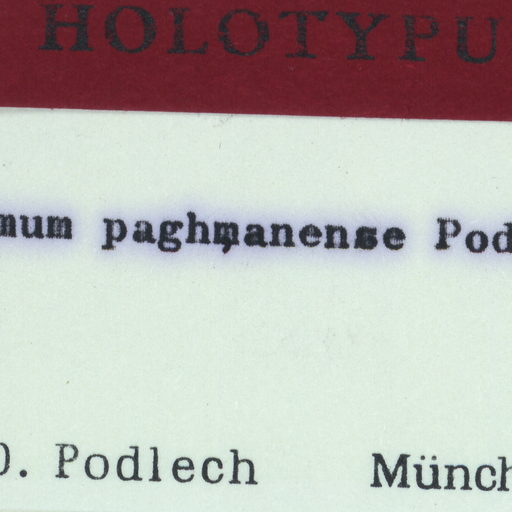 HOLOTYPU
mum paghmanense Pod
D. Podlech Münch